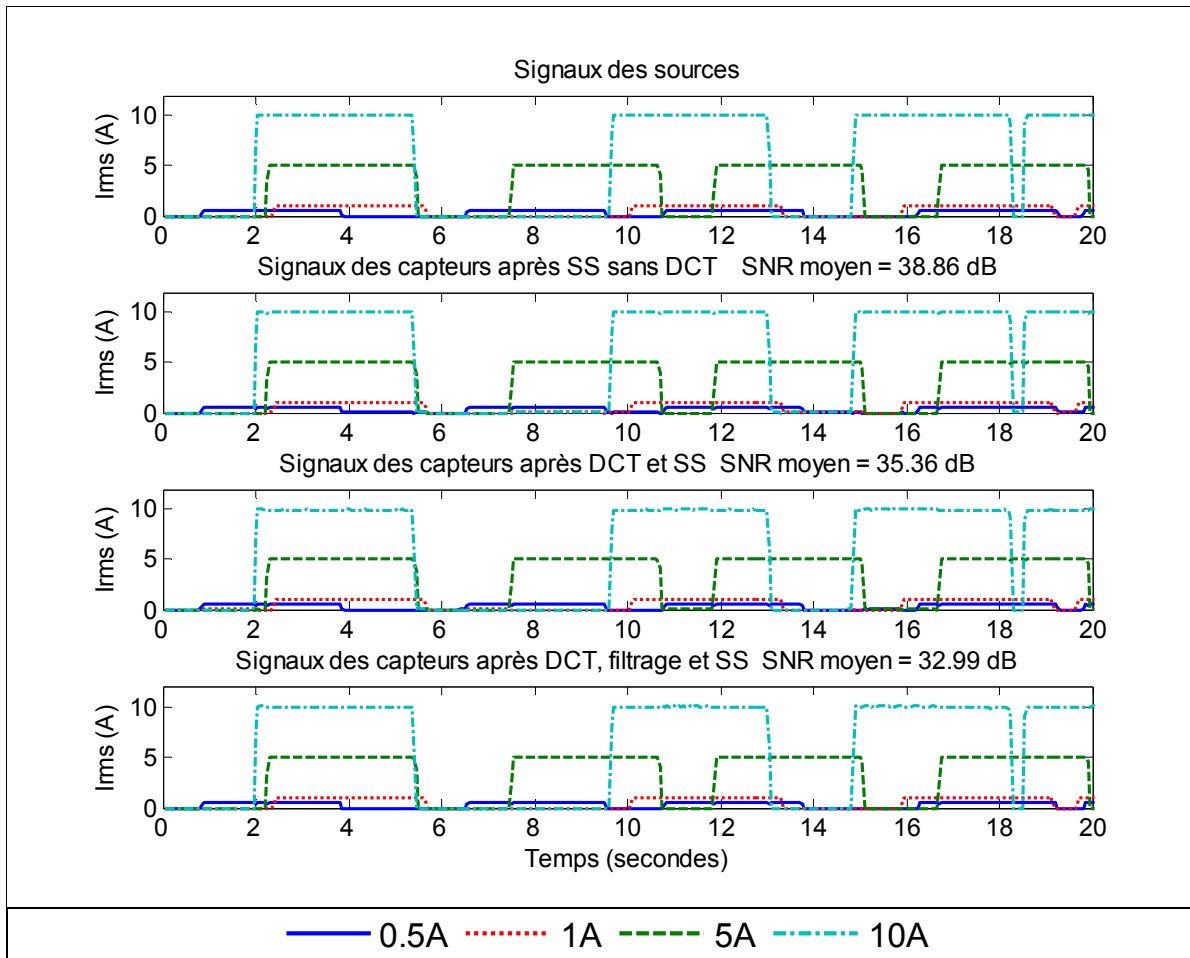 Signaux des sources
Irms (A)
10
5
0
0 2 4 6 8 10 12 14 16 18 20
Signaux des capteurs après SS sans DCT SNR moyen = 38.86 dB
Irms (A)
10
5
0
0 2 4 6 8 10 12 14 16 18 20
Signaux des capteurs après DCT et SS SNR moyen = 35.36 dB
Irms (A)
10
5
0
0 2 4 6 8 10 12 14 16 18 20
Signaux des capteurs après DCT, filtrage et SS SNR moyen = 32.99 dB
Irms (A)
10
5
0
0 2 4 6 8 10 12 14 16 18 20
Temps (secondes)
0.5A 1A 5A 10A